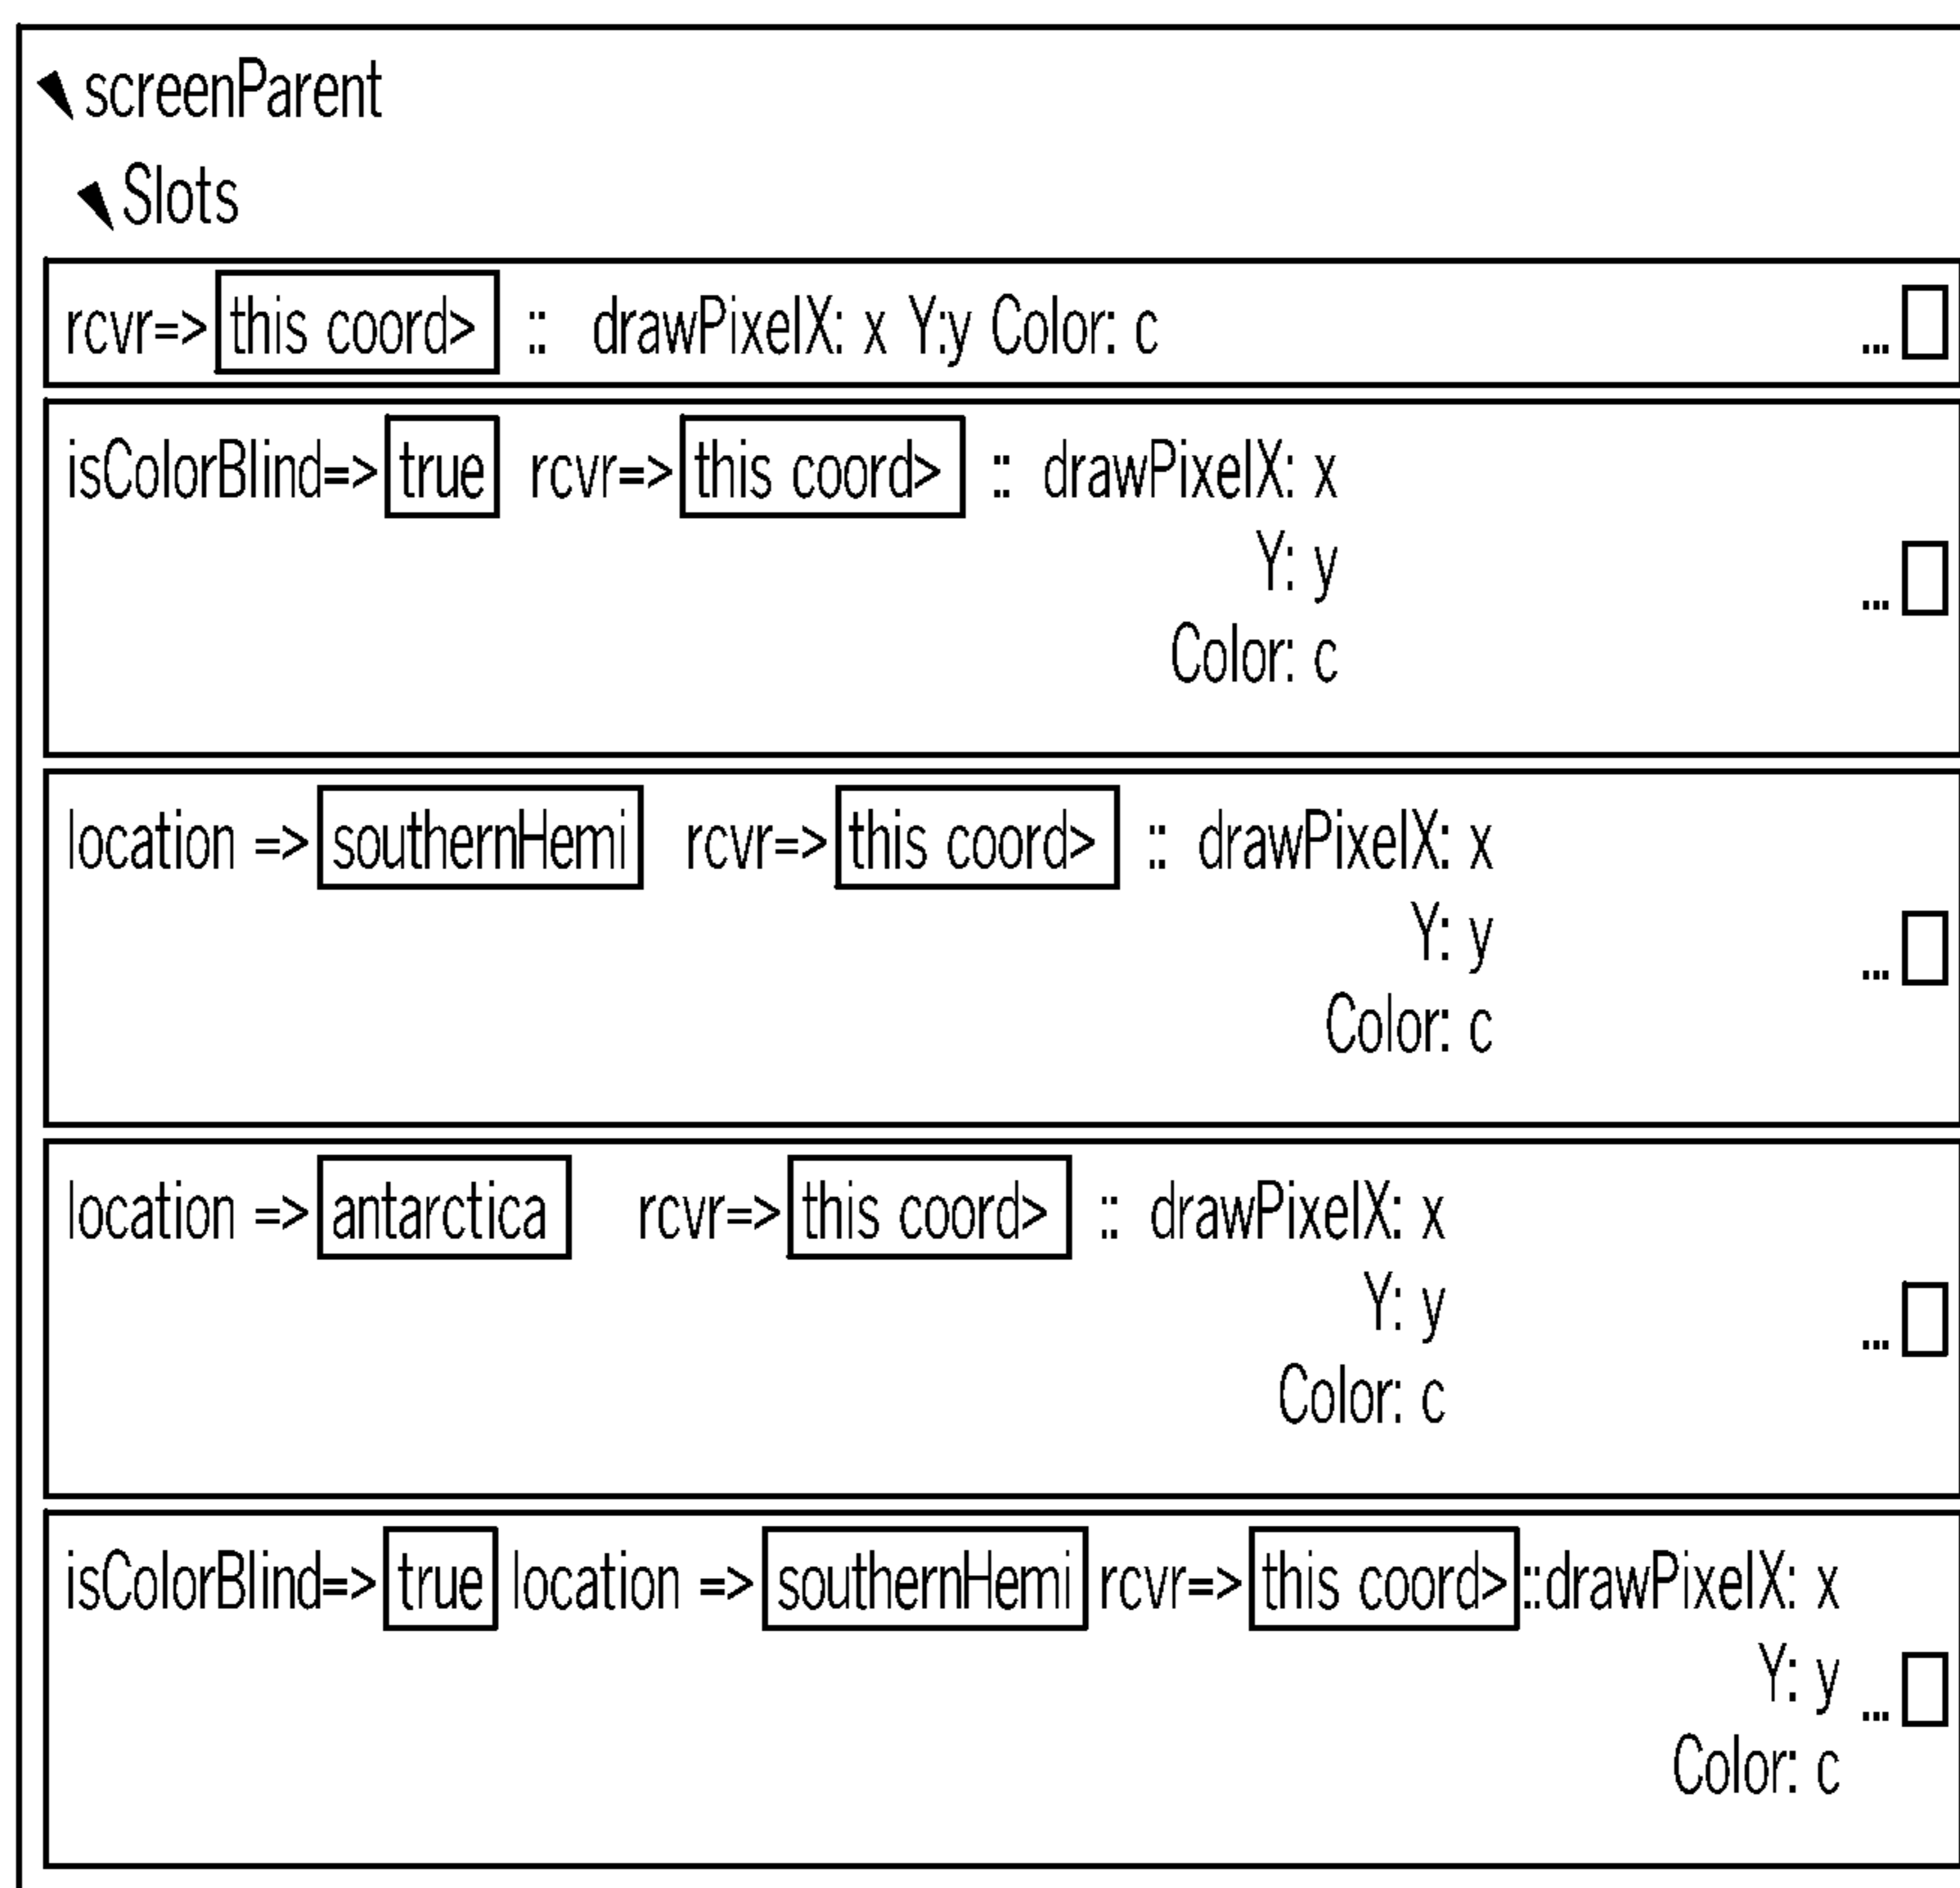 screenParent
Slots
rcvr=> this coord> :: drawPixelX: x Y:y Color: c ...
isColorBlind=> true rcvr=> this coord> :: drawPixelX: x
Y: y
...
Color: c
location => southernHemi rcvr=> this coord> :: drawPixelX: x
Y: y
...
Color: c
location => antarctica rcvr=> this coord> :: drawPixelX: x
Y: y
...
Color: c
isColorBlind=> true location => southernHemi rcvr=> this coord> ::drawPixelX: x
Y: y ...
Color: c